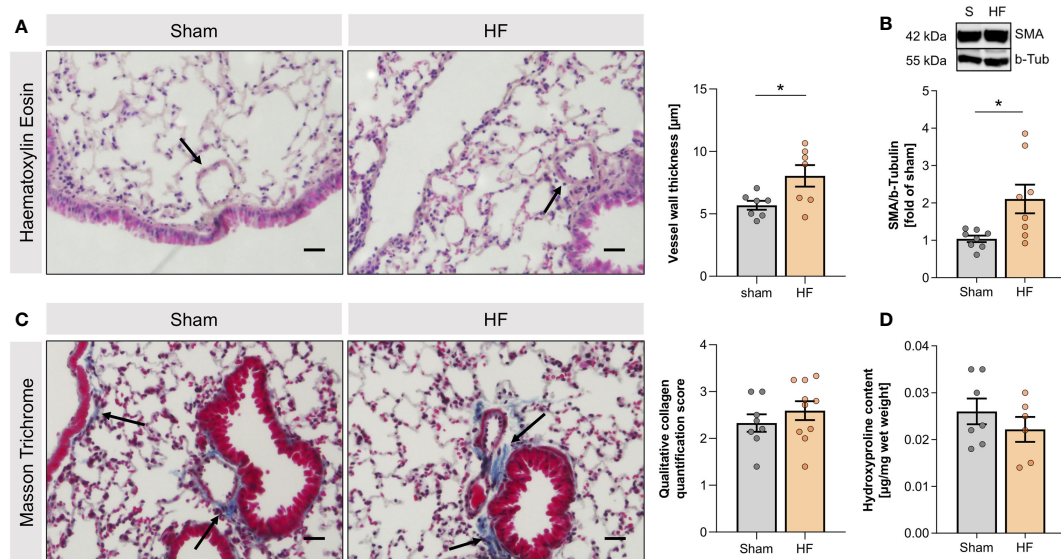 A
Sham
HF
Haematoxylin Eosin
Vessel wall thickness [µm]
15
10
5
0
*
sham
HF
B
S
HF
42 kDa
SMA
55 kDa
b-Tub
SMA/b-Tubulin
[fold of sham]
5
4
3
2
1
0
*
Sham
HF
C
Sham
HF
Masson Trichrome
Qualitative collagen
quantification score
4
3
2
1
0
Sham
HF
D
Hydroxyproline content
[µg/mg wet weight]
0.04
0.03
0.02
0.01
0.00
Sham
HF